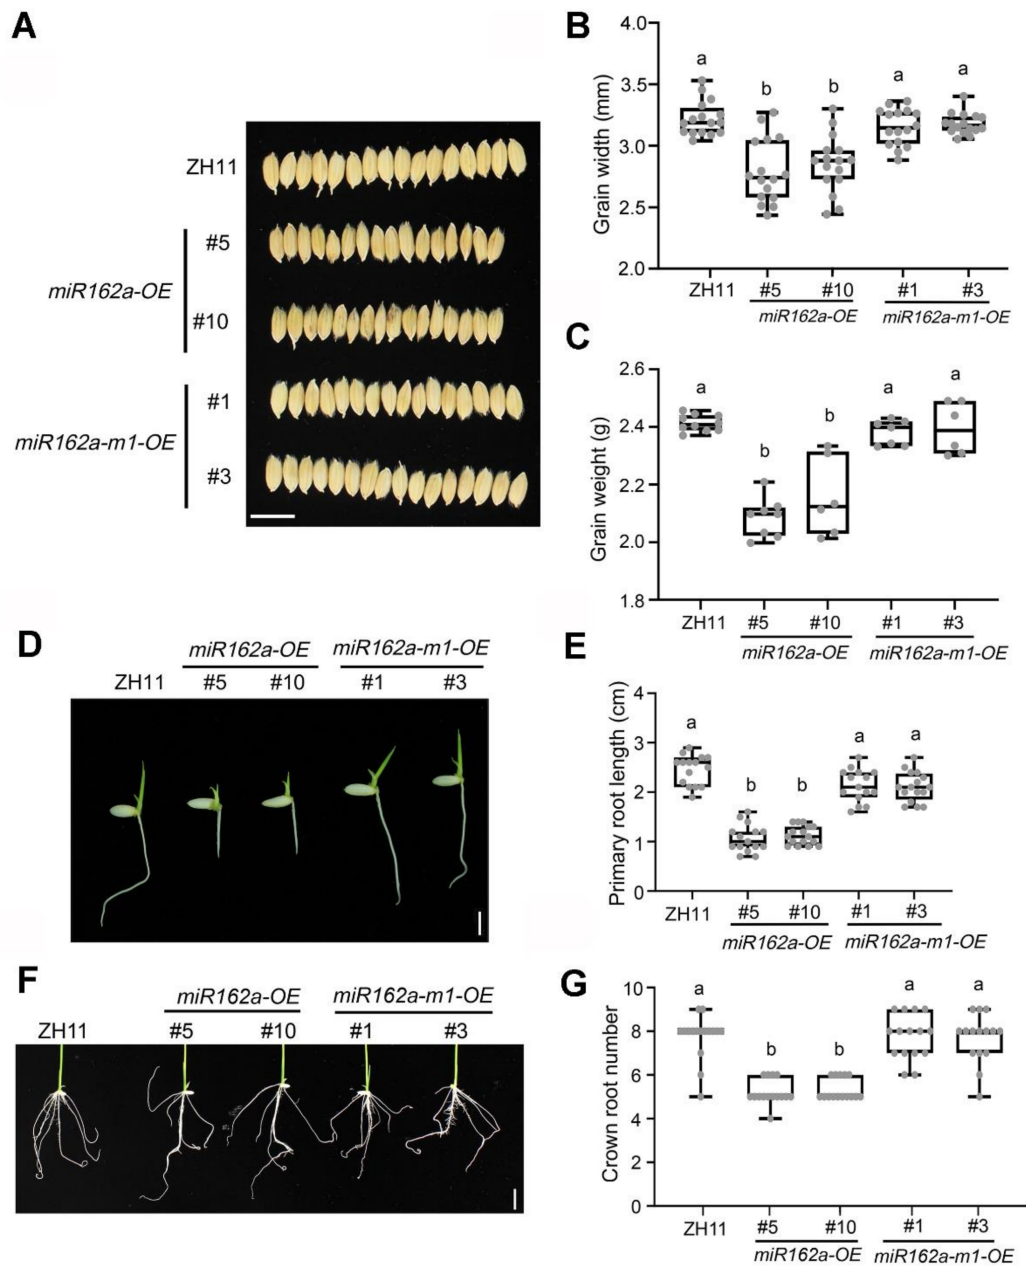 A
ZH11
#5
miR162a-OE
#10
#1
miR162a-m1-OE
#3
B
4.0
3.5
3.0
2.5
2.0
Grain width (mm)
a
b
b
a
a
ZH11 #5 #10 #1 #3
miR162a-OE miR162a-m1-OE
C
2.6
2.4
2.2
2.0
1.8
Grain weight (g)
a
b
b
a
a
ZH11 #5 #10 #1 #3
miR162a-OE miR162a-m1-OE
D
miR162a-OE miR162a-m1-OE
ZH11 #5 #10 #1 #3
E
4
3
2
1
0
Primary root length (cm)
a
b
b
a
a
ZH11 #5 #10 #1 #3
miR162a-OE miR162a-m1-OE
F
miR162a-OE miR162a-m1-OE
ZH11 #5 #10 #1 #3
G
10
8
6
4
2
0
Crown root number
a
b
b
a
a
ZH11 #5 #10 #1 #3
miR162a-OE miR162a-m1-OE